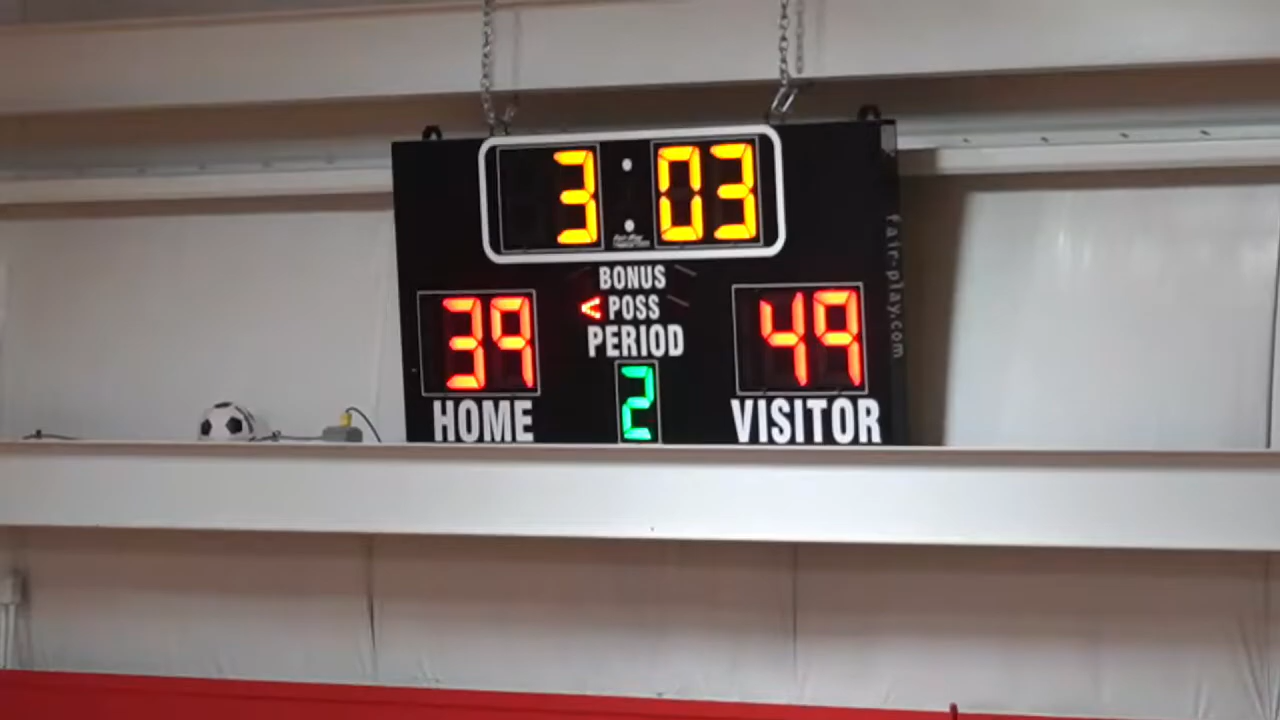 3:03
BONUS
< POSS
PERIOD
39
49
2
HOME
VISITOR
fair-play.com